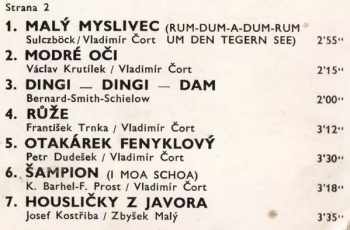 Strana 2
1. MALÝ MYSLIVEC (RUM-DUM-A-DUM-RUM
Sulczböck/Vladimír Čort UM DEN TEGERN SEE) 2'55"
2. MODRÉ OČI
Václav Krutílek / Vladimír Čort 2'15"
3. DINGI — DINGI — DAM
Bernard-Smith-Schielow 2'00"
4. RŮŽE
František Trnka / Vladimír Čort 3'12"
5. OTAKÁREK FENYKLOVÝ
Petr Dudešek / Vladimír Čort 3'30"
6. ŠAMPION (I MOA SCHOA)
K. Barhel-F. Prost / Vladimír Čort 3'18"
7. HOUSLIČKY Z JAVORA
Josef Kostřiba / Zbyšek Malý 3'35"